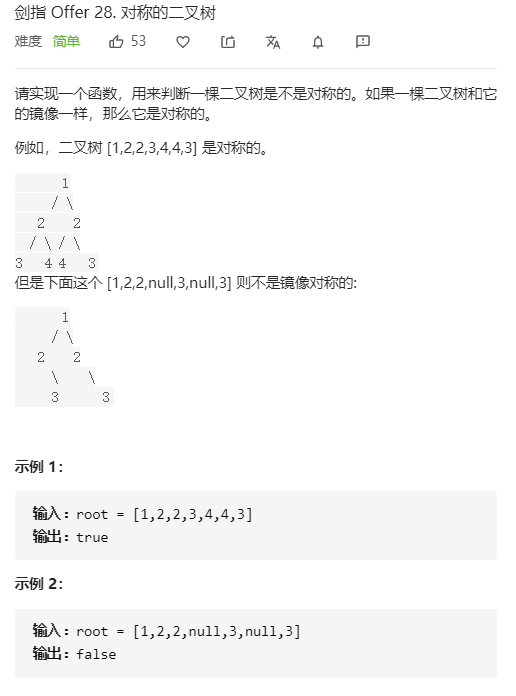 剑指 Offer 28. 对称的二叉树
难度 简单 53
请实现一个函数，用来判断一棵二叉树是不是对称的。如果一棵二叉树和它
的镜像一样，那么它是对称的。
例如，二叉树 [1,2,2,3,4,4,3] 是对称的。
1
/ \
2 2
/ \ / \
3 4 4 3
但是下面这个 [1,2,2,null,3,null,3] 则不是镜像对称的:
1
/ \
2 2
\ \
3 3
示例 1：
输入：root = [1,2,2,3,4,4,3]
输出：true
示例 2：
输入：root = [1,2,2,null,3,null,3]
输出：false